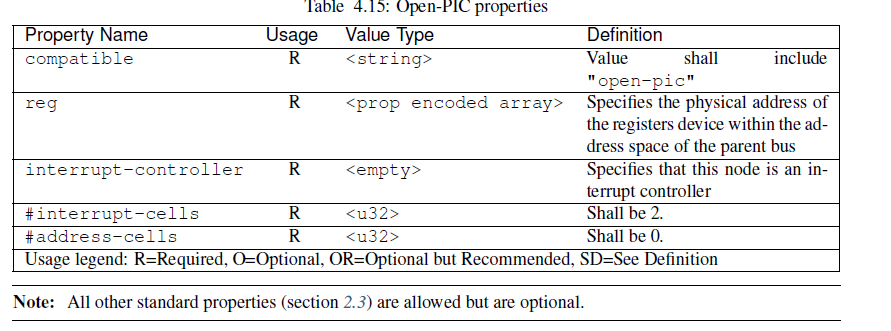 Table 4.15: Open-PIC properties
Property Name Usage Value Type Definition
compatible R <string> Value shall include
"open-pic"
reg R <prop encoded array> Specifies the physical address of
the registers device within the ad-
dress space of the parent bus
interrupt-controller R <empty> Specifies that this node is an in-
terrupt controller
#interrupt-cells R <u32> Shall be 2.
#address-cells R <u32> Shall be 0.
Usage legend: R=Required, O=Optional, OR=Optional but Recommended, SD=See Definition
Note: All other standard properties (section 2.3) are allowed but are optional.